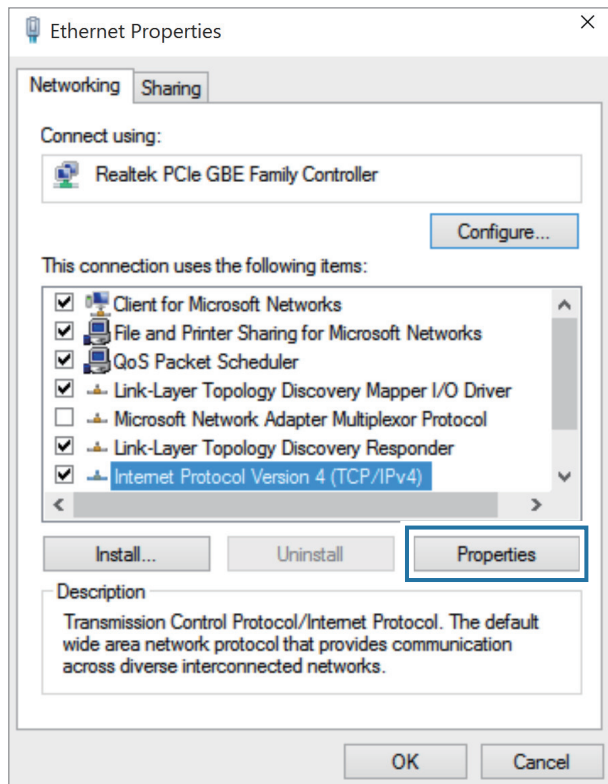 Ethernet Properties
Networking
Sharing
Connect using:
Realtek PCIe GBE Family Controller
Configure...
This connection uses the following items:
Client for Microsoft Networks
File and Printer Sharing for Microsoft Networks
QoS Packet Scheduler
Link-Layer Topology Discovery Mapper I/O Driver
Microsoft Network Adapter Multiplexor Protocol
Link-Layer Topology Discovery Responder
Internet Protocol Version 4 (TCP/IPv4)
Install...
Uninstall
Properties
Description
Transmission Control Protocol/Internet Protocol. The default
wide area network protocol that provides communication
across diverse interconnected networks.
OK
Cancel